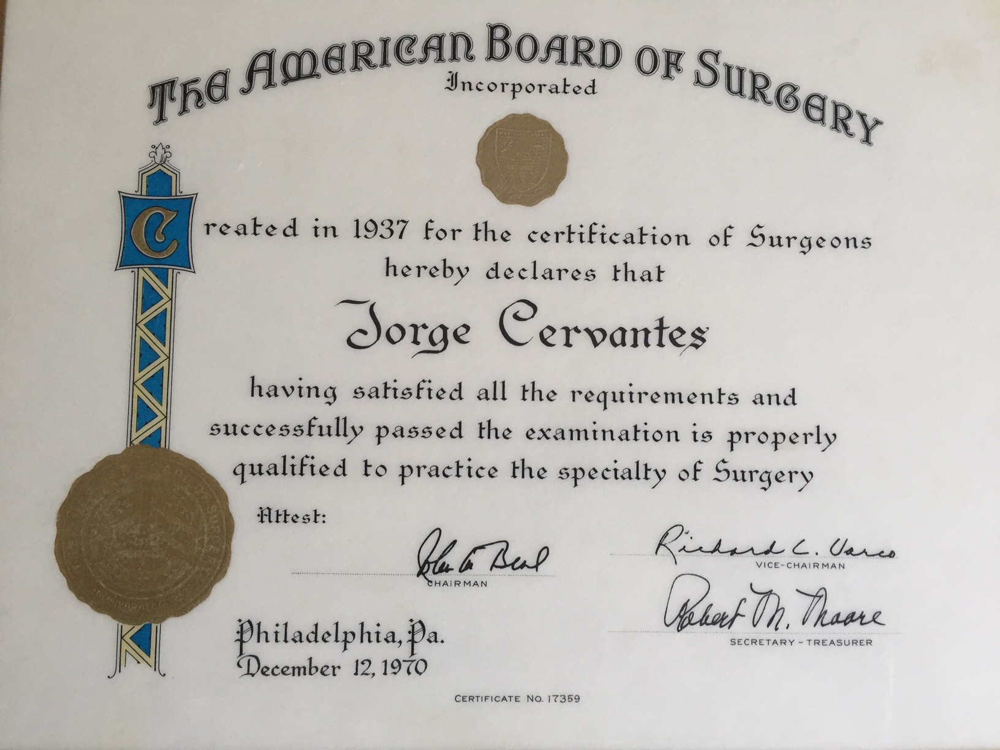 The American Board of Surgery
Incorporated
Created in 1937 for the certification of Surgeons
hereby declares that
Jorge Cervantes
having satisfied all the requirements and
successfully passed the examination is properly
qualified to practice the specialty of Surgery
Attest:
John M. Beal
CHAIRMAN
Richard L. Varco
VICE-CHAIRMAN
Robert M. Moore
SECRETARY-TREASURER
Philadelphia, Pa.
December 12, 1970
CERTIFICATE NO. 17359